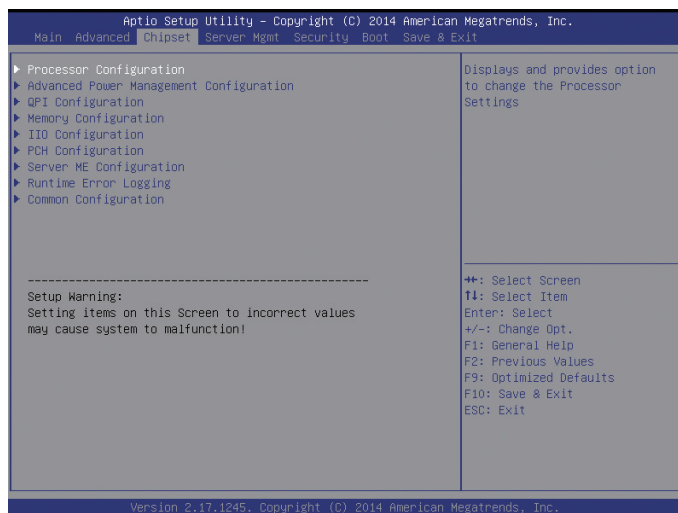 Aptio Setup Utility – Copyright (C) 2014 American Megatrends, Inc.
Main Advanced Chipset Server Mgmt Security Boot Save & Exit
Processor Configuration
Advanced Power Management Configuration
QPI Configuration
Memory Configuration
IIO Configuration
PCH Configuration
Server ME Configuration
Runtime Error Logging
Common Configuration
------------------------------------------------
Setup Warning:
Setting items on this Screen to incorrect values
may cause system to malfunction!
Displays and provides option
to change the Processor
Settings
→←: Select Screen
↑↓: Select Item
Enter: Select
+/-: Change Opt.
F1: General Help
F2: Previous Values
F9: Optimized Defaults
F10: Save & Exit
ESC: Exit
Version 2.17.1245. Copyright (C) 2014 American Megatrends, Inc.